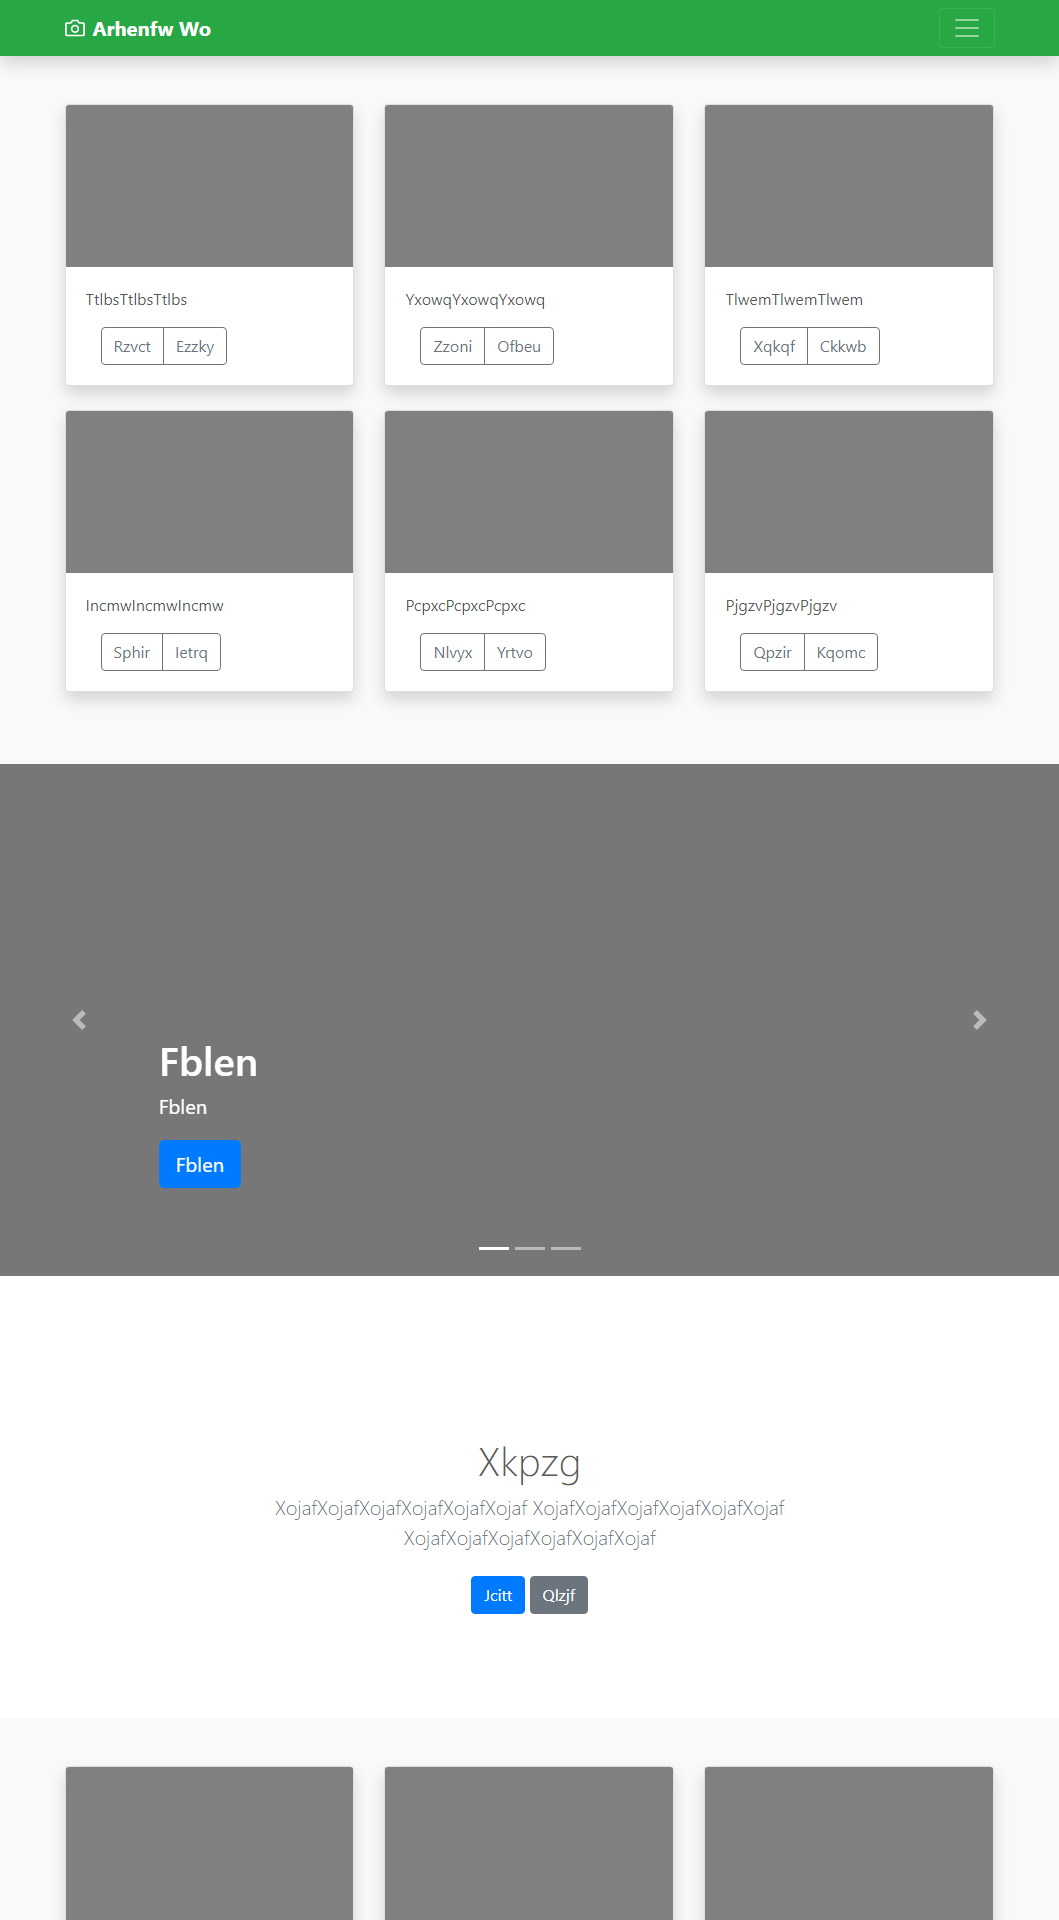 Arhenfw Wo
TtlbsTtlbsTtlbs
Rzvct Ezzky
YxowqYxowqYxowq
Zzoni Ofbeu
TlwemTlwemTlwem
Xqkqf Ckkwb
IncmwIncmwIncmw
Sphir Ietrq
PcpxcPcpxcPcpxc
Nlvyx Yrtvo
PjgzvPjgzvPjgzv
Qpzir Kqomc
Fblen
Fblen
Fblen
Xkpzg
XojafXojafXojafXojafXojafXojaf XojafXojafXojafXojafXojafXojaf
XojafXojafXojafXojafXojafXojaf
Jcitt Qlzjf